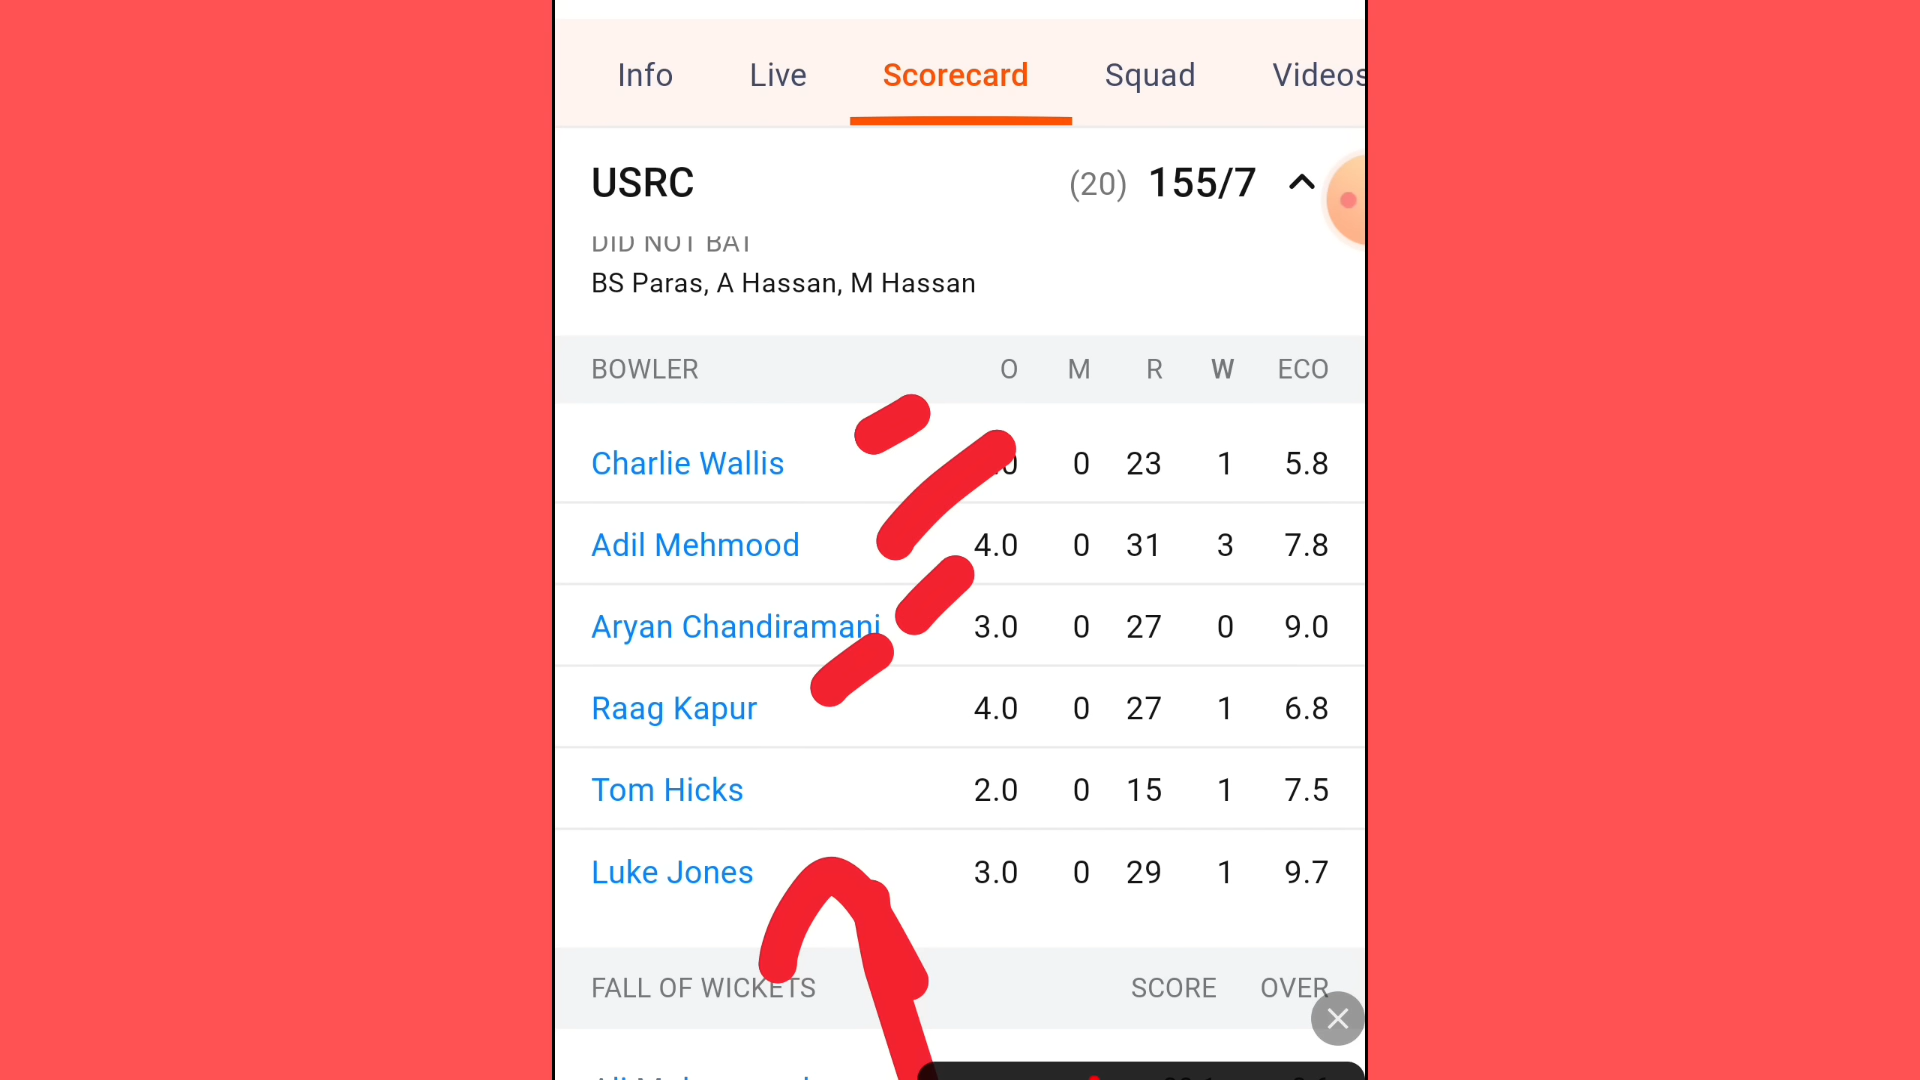 Info Live Scorecard Squad Videos
USRC (20) 155/7
DID NOT BAT
BS Paras, A Hassan, M Hassan
BOWLER O M R W ECO
Charlie Wallis 0 23 1 5.8
Adil Mehmood 4.0 0 31 3 7.8
Aryan Chandiramani 3.0 0 27 0 9.0
Raag Kapur 4.0 0 27 1 6.8
Tom Hicks 2.0 0 15 1 7.5
Luke Jones 3.0 0 29 1 9.7
FALL OF WICKETS SCORE OVER